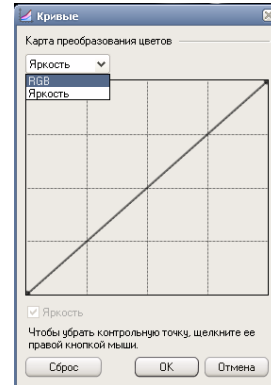 Кривые
Карта преобразования цветов
Яркость
RGB
Яркость
Яркость
Чтобы убрать контрольную точку, щелкните ее
правой кнопкой мыши.
Сброс
OK
Отмена